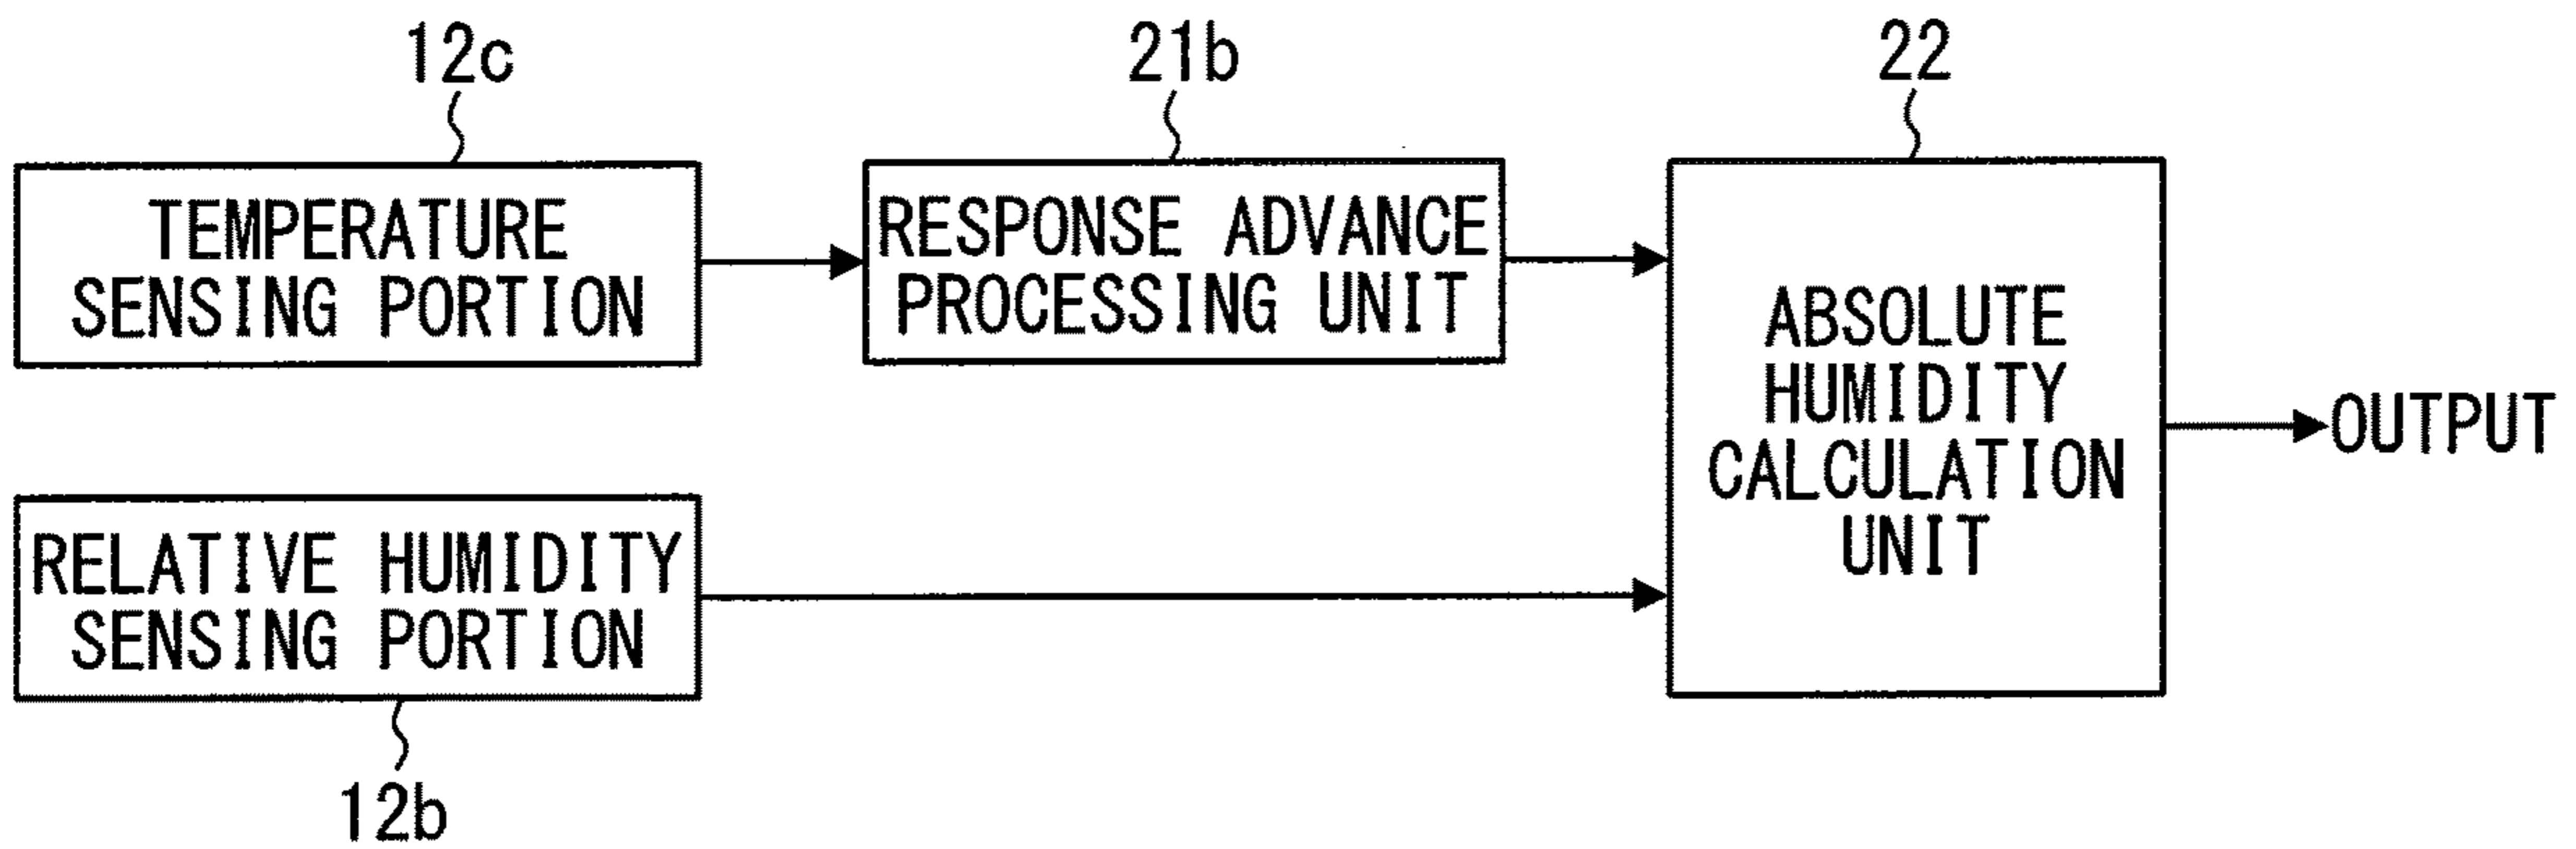 12c
21b
22
TEMPERATURE
SENSING PORTION
RESPONSE ADVANCE
PROCESSING UNIT
ABSOLUTE
HUMIDITY
CALCULATION
UNIT
OUTPUT
RELATIVE HUMIDITY
SENSING PORTION
12b